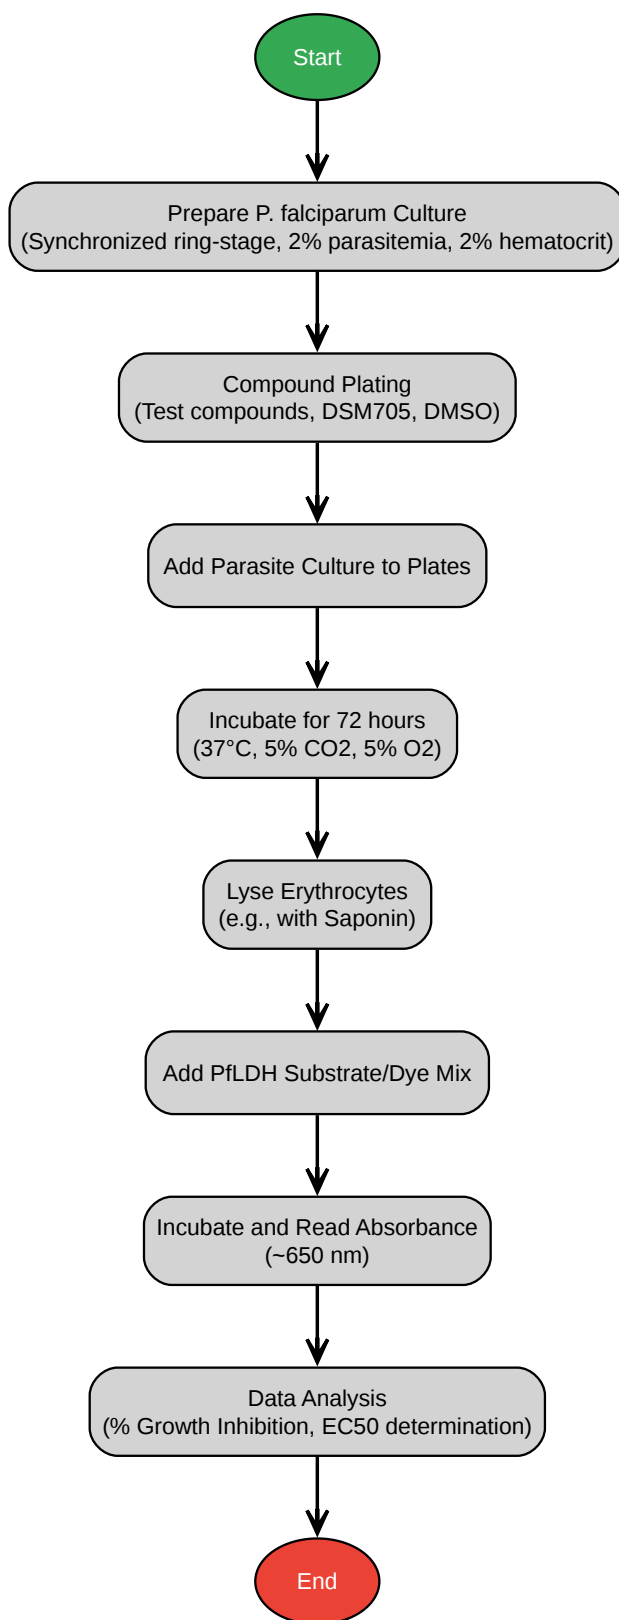 Start
Prepare P. falciparum Culture
(Synchronized ring-stage, 2% parasitemia, 2% hematocrit)
Compound Plating
(Test compounds, DSM705, DMSO)
Add Parasite Culture to Plates
Incubate for 72 hours
(37°C, 5% CO2, 5% O2)
Lyse Erythrocytes
(e.g., with Saponin)
Add PfLDH Substrate/Dye Mix
Incubate and Read Absorbance
(~650 nm)
Data Analysis
(% Growth Inhibition, EC50 determination)
End